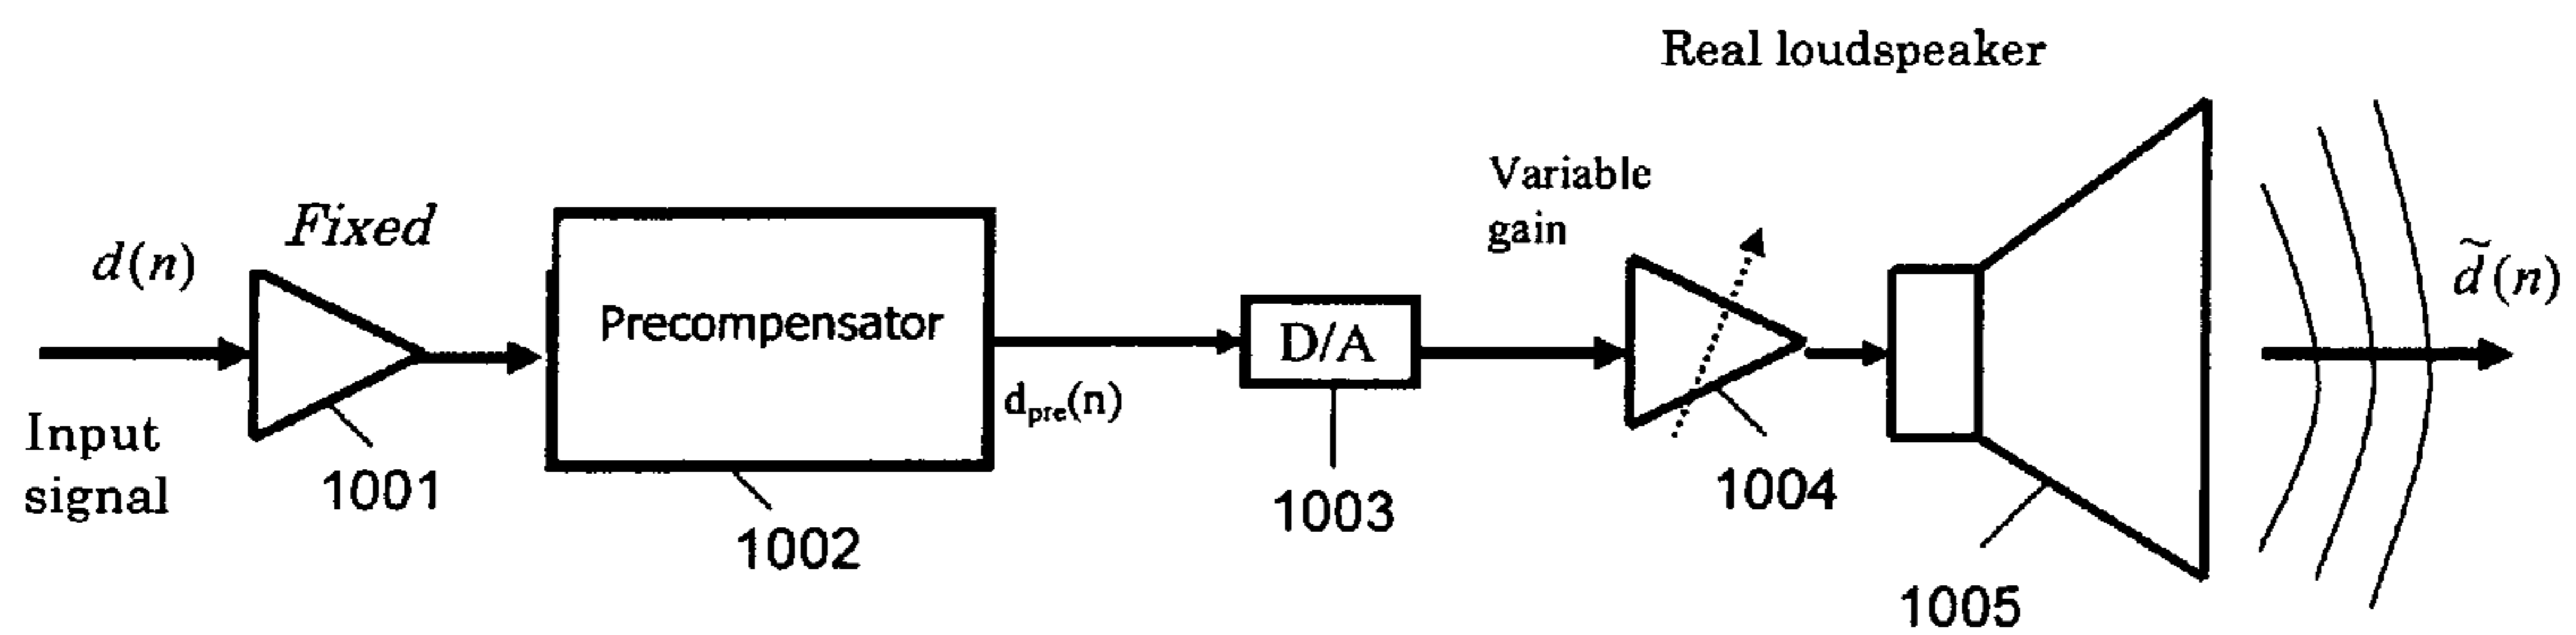 Real loudspeaker
Variable
gain
Fixed
d(n)
d̃(n)
Precompensator
D/A
d_pre(n)
Input
signal
1001
1002
1003
1004
1005